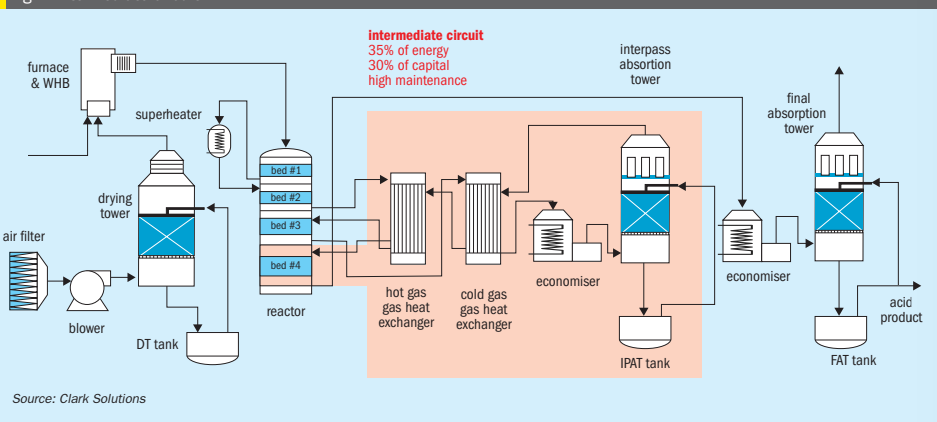 intermediate circuit
35% of energy
30% of capital
high maintenance
interpass
absortion
tower
furnace
& WHB
superheater
final
absorption
tower
bed #1
bed #2
bed #3
bed #4
drying
tower
air filter
blower
DT tank
reactor
hot gas
gas heat
exchanger
cold gas
gas heat
exchanger
economiser
IPAT tank
economiser
acid
product
FAT tank
Source: Clark Solutions